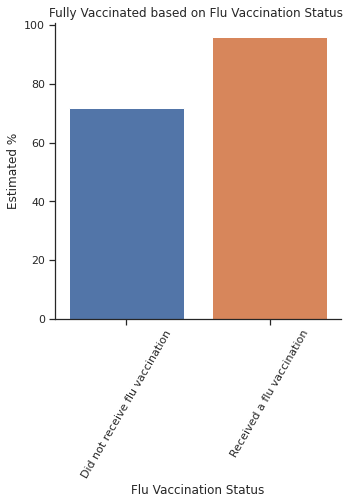 Fully Vaccinated based on Flu Vaccination Status
100
80
60
40
20
0
Estimated %
Did not receive flu vaccination
Received a flu vaccination
Flu Vaccination Status